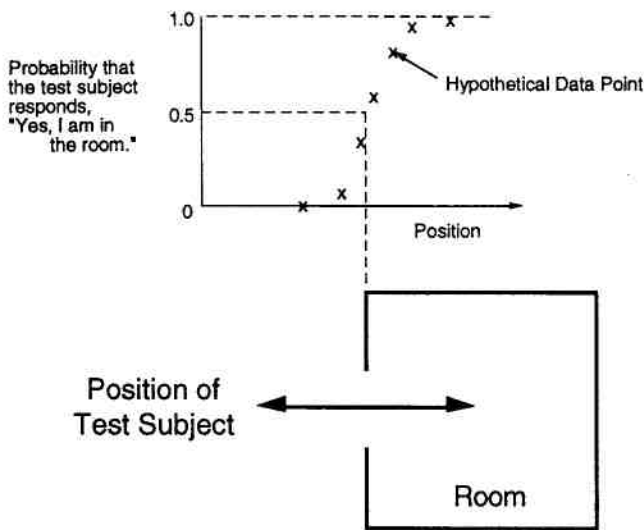 1.0
Probability that
the test subject
responds,
"Yes, I am in
the room."
Hypothetical Data Point
0.5
0
Position
Position of
Test Subject
Room